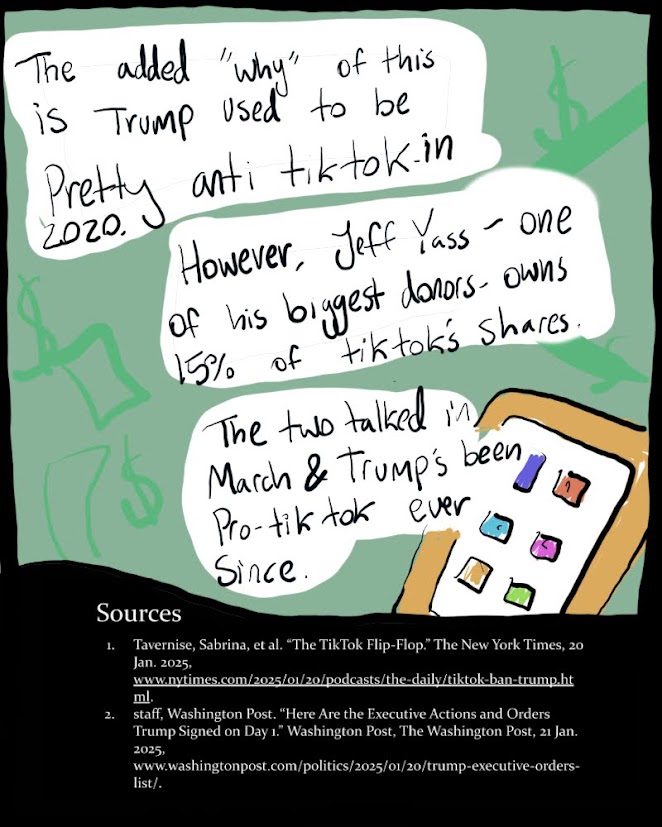 The added "why" of this
is Trump used to be
Pretty anti tiktok in
2020.
However, Jeff Yass - one
of his biggest donors - owns
15% of tiktok's shares.
The two talked in
March & Trump's been
Pro-tiktok ever
Since.
Sources
1. Tavernise, Sabrina, et al. “The TikTok Flip-Flop.” The New York Times, 20
Jan. 2025,
www.nytimes.com/2025/01/20/podcasts/the-daily/tiktok-ban-trump.ht
ml.
2. staff, Washington Post. “Here Are the Executive Actions and Orders
Trump Signed on Day 1.” Washington Post, The Washington Post, 21 Jan.
2025,
www.washingtonpost.com/politics/2025/01/20/trump-executive-orders-
list/.